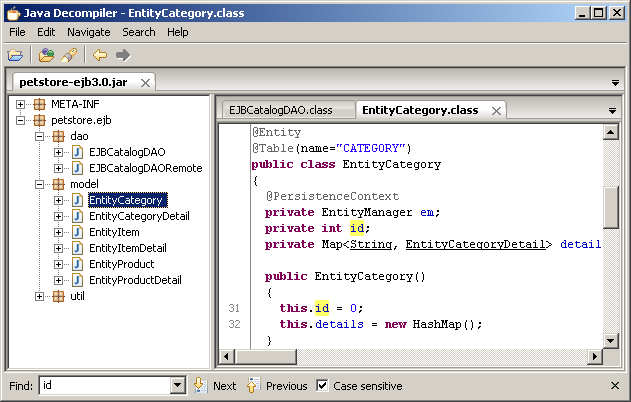 Java Decompiler - EntityCategory.class
File Edit Navigate Search Help
petstore-ejb3.0.jar
META-INF
petstore.ejb
dao
EJBCatalogDAO
EJBCatalogDAORemote
model
EntityCategory
EntityCategoryDetail
EntityItem
EntityItemDetail
EntityProduct
EntityProductDetail
util
EJBCatalogDAO.class EntityCategory.class
@Entity
@Table(name="CATEGORY")
public class EntityCategory
{
@PersistenceContext
private EntityManager em;
private int id;
private Map<String, EntityCategoryDetail> detail
public EntityCategory()
{
31 this.id = 0;
32 this.details = new HashMap();
}
Find: id Next Previous Case sensitive